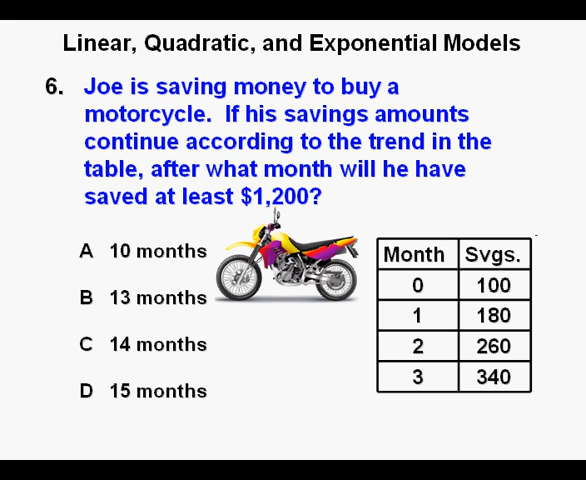 Linear, Quadratic, and Exponential Models
6. Joe is saving money to buy a
motorcycle. If his savings amounts
continue according to the trend in the
table, after what month will he have
saved at least $1,200?
A 10 months
B 13 months
C 14 months
D 15 months
Month Svgs.
0 100
1 180
2 260
3 340